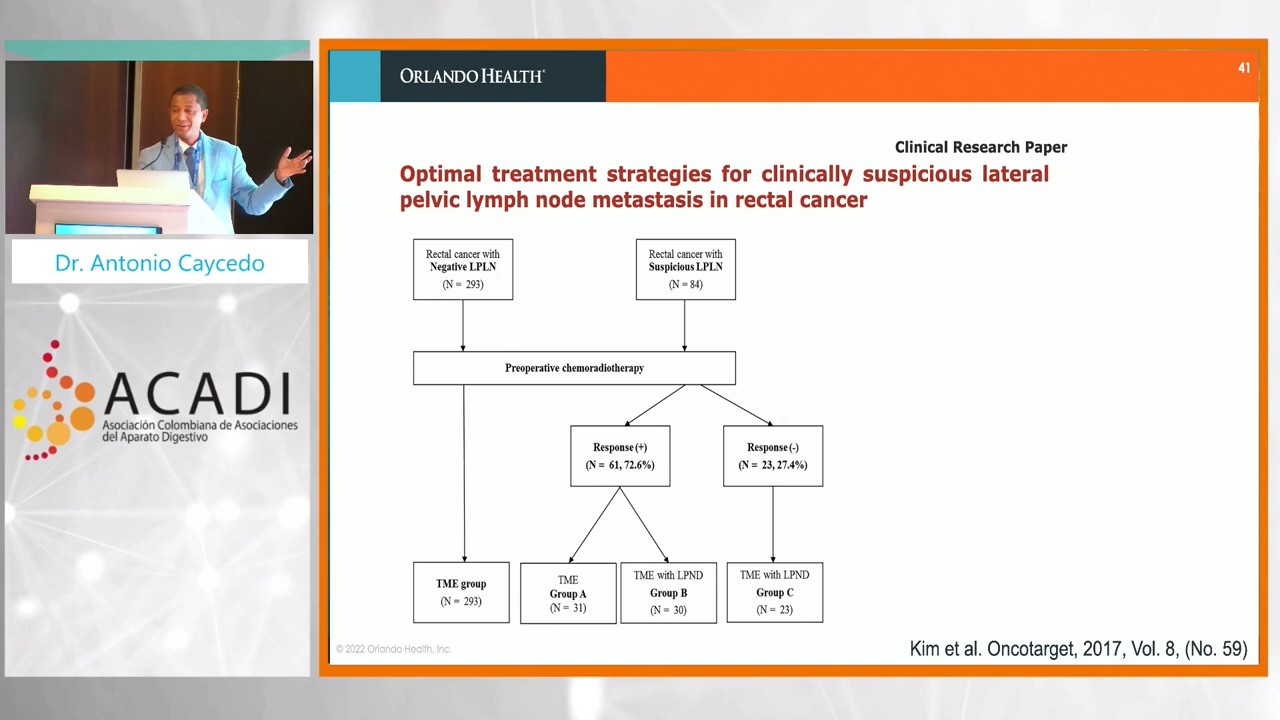 ORLANDO HEALTH®
41
Clinical Research Paper
Optimal treatment strategies for clinically suspicious lateral
pelvic lymph node metastasis in rectal cancer
Dr. Antonio Caycedo
ACADI
Asociación Colombiana de Asociaciones
del Aparato Digestivo
Rectal cancer with
Negative LPLN
(N = 293)
Rectal cancer with
Suspicious LPLN
(N = 84)
Preoperative chemoradiotherapy
Response (+)
(N = 61, 72.6%)
Response (-)
(N = 23, 27.4%)
TME group
(N = 293)
TME
Group A
(N = 31)
TME with LPND
Group B
(N = 30)
TME with LPND
Group C
(N = 23)
© 2022 Orlando Health, Inc.
Kim et al. Oncotarget, 2017, Vol. 8, (No. 59)